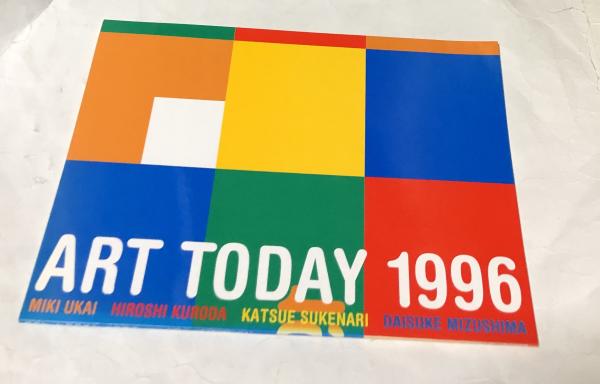 ART TODAY 1996
MIKI UKAI HIROSHI KURODA KATSUE SUKENARI DAISUKE MIZUSHIMA